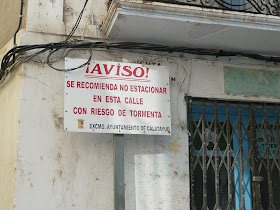 ¡AVISO!
SE RECOMIENDA NO ESTACIONAR
EN ESTA CALLE
CON RIESGO DE TORMENTA
EXCMO. AYUNTAMIENTO DE CALATAYUD